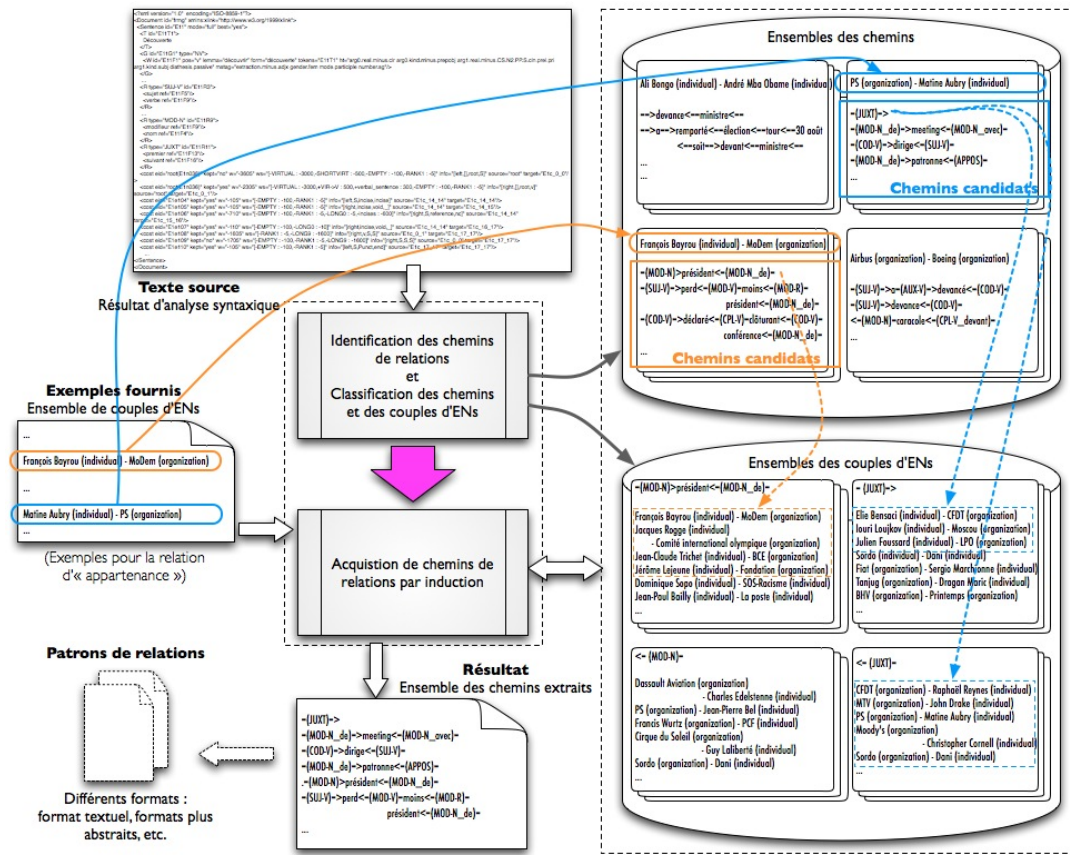 <?xml version="1.0" encoding="ISO-8859-1"?>
Découverte
</Sentence>
</Document>
Texte source
Résultat d'analyse syntaxique
Identification des chemins
de relations
et
Classification des chemins
et des couples d'ENs
Exemples fournis
Ensemble de couples d'ENs
...
François Bayrou (individual) - MoDem (organization)
...
Matine Aubry (individual) - PS (organization)
...
(Exemples pour la relation
d'« appartenance »)
Acquistion de chemins de
relations par induction
Patrons de relations
Différents formats :
format textuel, formats plus
abstraits, etc.
Résultat
Ensemble des chemins extraits
-(JUXT)->
-(MOD-N_de)->meeting<-(MOD-N_avec)-
-(COD-V)->dirige<-(SUJ-V)-
-(MOD-N_de)->patronne<-(APPOS)-
.-(MOD-N)>président<-(MOD-N_de)-
-(SUJ-V)->perd<-(MOD-V)-moins<-(MOD-R)-
président<-(MOD-N_de)-
...
Ensembles des chemins
Ali Bongo (individual) - André Mba Obame (individual)
-->devance<--ministre<--
-->a-->remporté<--élection<--tour<--30 août
<--soit-->devant<--ministre<--
...
PS (organization) - Matine Aubry (individual)
-(JUXT)->
-(MOD-N_de)->meeting<-(MOD-N_avec)-
-(COD-V)->dirige<-(SUJ-V)-
-(MOD-N_de)->patronne<-(APPOS)-
...
Chemins candidats
François Bayrou (individual) - MoDem (organization)
-(MOD-N)>président<-(MOD-N_de)-
-(SUJ-V)->perd<-(MOD-V)-moins<-(MOD-R)-
président<-(MOD-N_de)-
-(COD-V)->déclaré<-(CPL-V)-clôturant<-(COD-V)-
conférence<-(MOD-N_de)-
...
Chemins candidats
Airbus (organization) - Boeing (organization)
-(SUJ-V)->a-(AUX-V)->devancé<-(COD-V)-
-(SUJ-V)->devance<-(COD-V)-
<-(MOD-N)-caracole<-(CPL-V_devant)-
...
Ensembles des couples d'ENs
-(MOD-N)>président<-(MOD-N_de)-
François Bayrou (individual) - MoDem (organization)
Jacques Rogge (individual)
- Comité international olympique (organization)
Jean-Claude Trichet (individual) - BCE (organization)
Jérôme Lejeune (individual) - Fondation (organization)
Dominique Sopo (individual) - SOS-Racisme (organization)
Jean-Paul Bailly (individual) - La poste (individual)
...
- (JUXT)->
Elie Bensaci (individual) - CFDT (organization)
Iouri Loujkov (individual) - Moscou (organization)
Julien Foussard (individual) - LPO (organization)
Sordo (individual) - Dani (individual)
Fiat (organization) - Sergio Marchionne (individual)
Tanjug (organization) - Dragan Maric (individual)
BHV (organization) - Printemps (organization)
...
<- (MOD-N)-
Dassault Aviation (organization)
- Charles Edelstenne (individual)
PS (organization) - Jean-Pierre Bel (individual)
Francis Wurtz (organization) - PCF (individual)
Cirque du Soleil (organization)
- Guy Laliberté (individual)
Sordo (organization) - Dani (individual)
...
<- (JUXT)-
CFDT (organization) - Raphaël Reynes (individual)
MTV (organization) - John Drake (individual)
PS (organization) - Matine Aubry (individual)
Moody's (organization)
- Christopher Cornell (individual)
Sordo (organization) - Dani (individual)
...